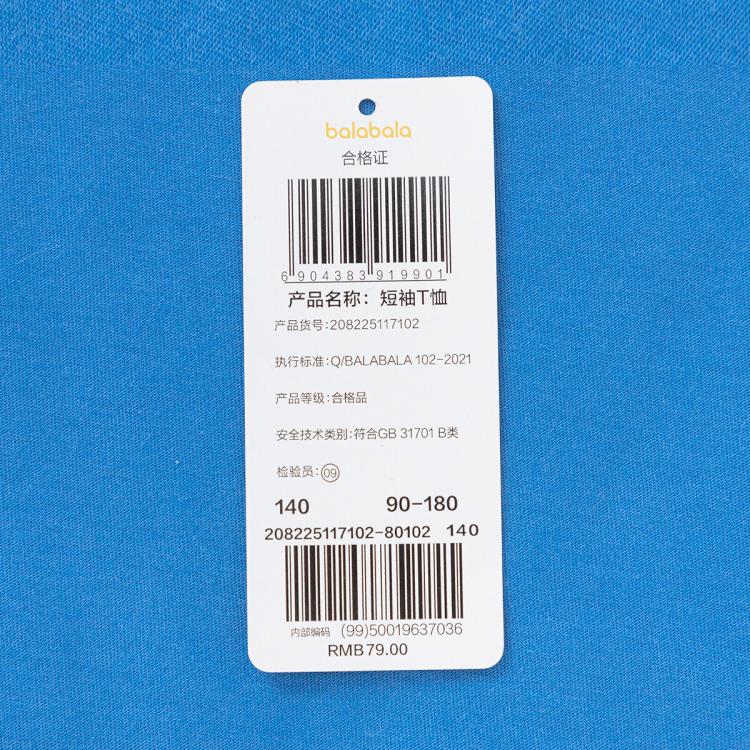 balabala
合格证
6 904383 919901
产品名称：短袖T恤
产品货号:208225117102
执行标准:Q/BALABALA 102-2021
产品等级:合格品
安全技术类别:符合GB 31701 B类
检验员:09
140 90-180
208225117102-80102 140
内部编码 (99)50019637036
RMB79.00